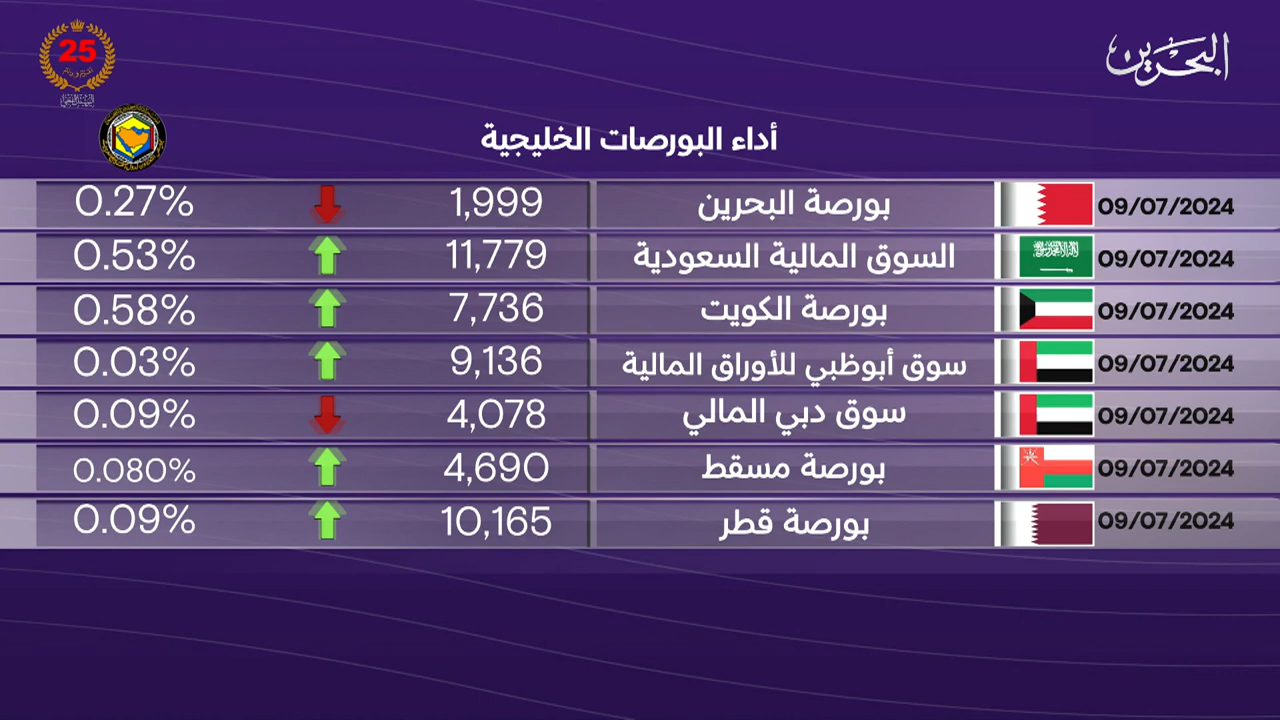 البحرين
25
أداء البورصات الخليجية
09/07/2024 بورصة البحرين 1,999 0.27%
09/07/2024 السوق المالية السعودية 11,779 0.53%
09/07/2024 بورصة الكويت 7,736 0.58%
09/07/2024 سوق أبوظبي للأوراق المالية 9,136 0.03%
09/07/2024 سوق دبي المالي 4,078 0.09%
09/07/2024 بورصة مسقط 4,690 0.080%
09/07/2024 بورصة قطر 10,165 0.09%